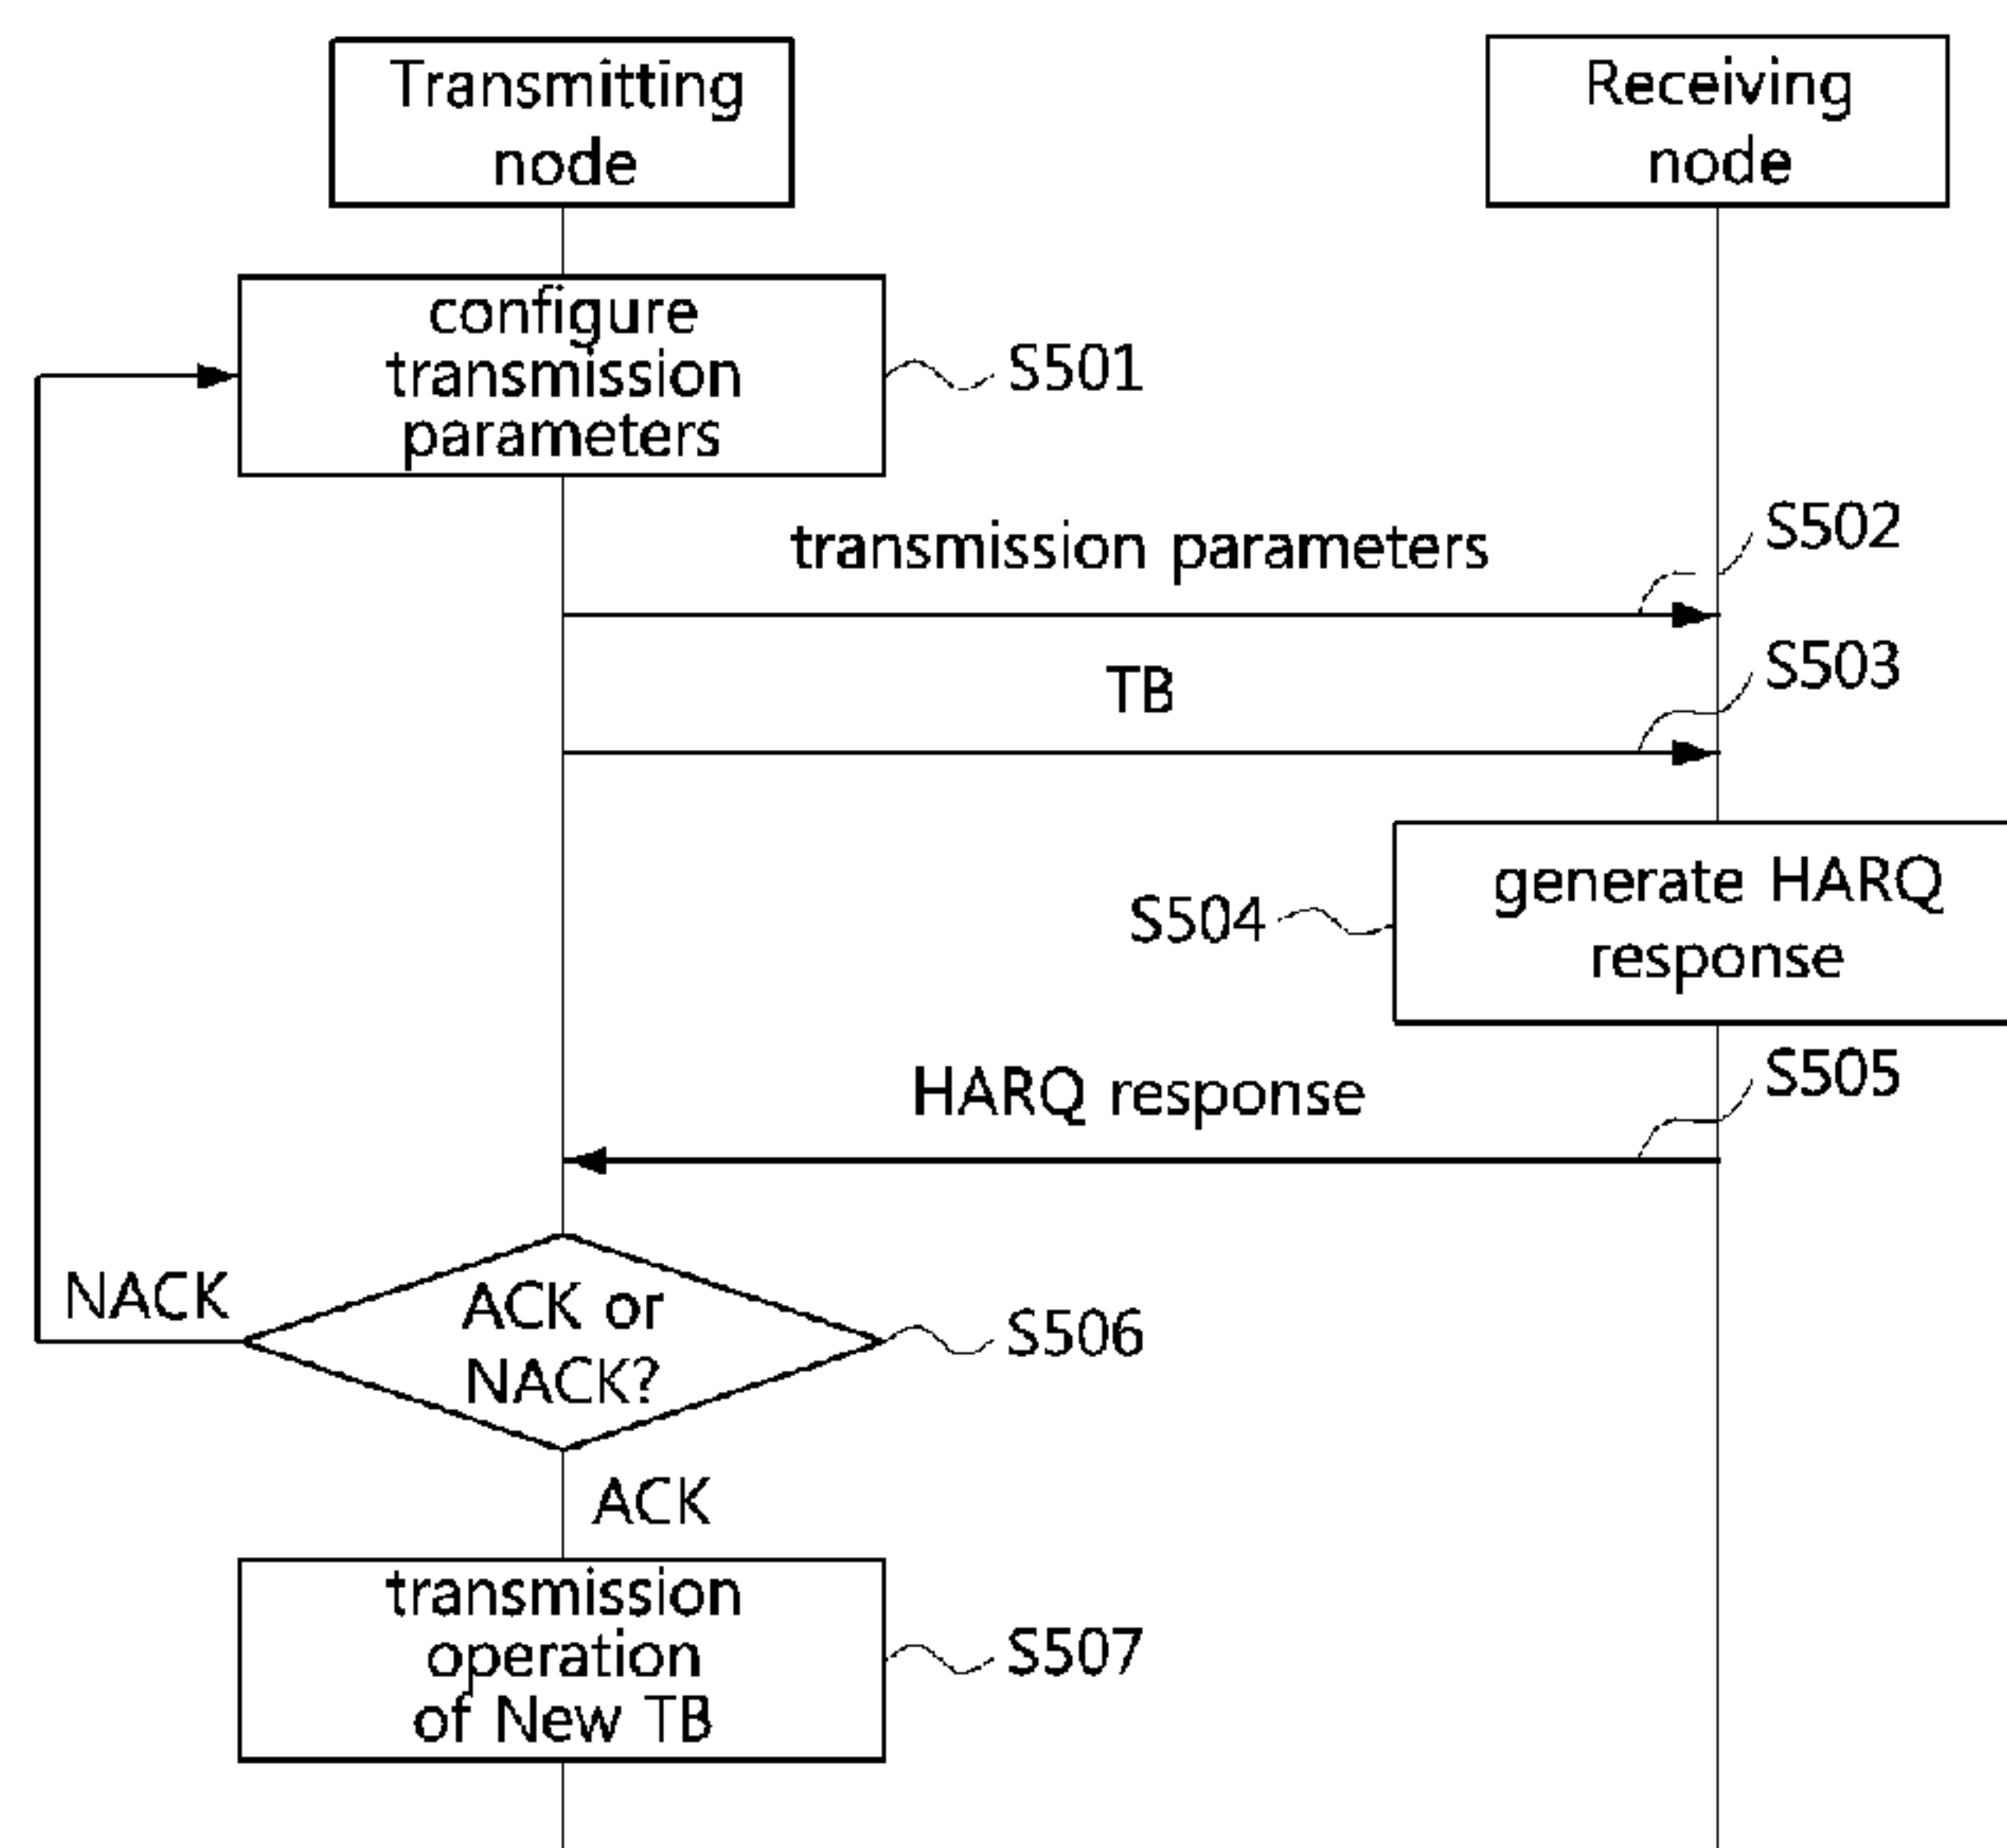 Transmitting
node
Receiving
node
configure
transmission
parameters
S501
transmission parameters
S502
TB
S503
generate HARQ
response
S504
HARQ response
S505
NACK
ACK or
NACK?
S506
ACK
transmission
operation
of New TB
S507